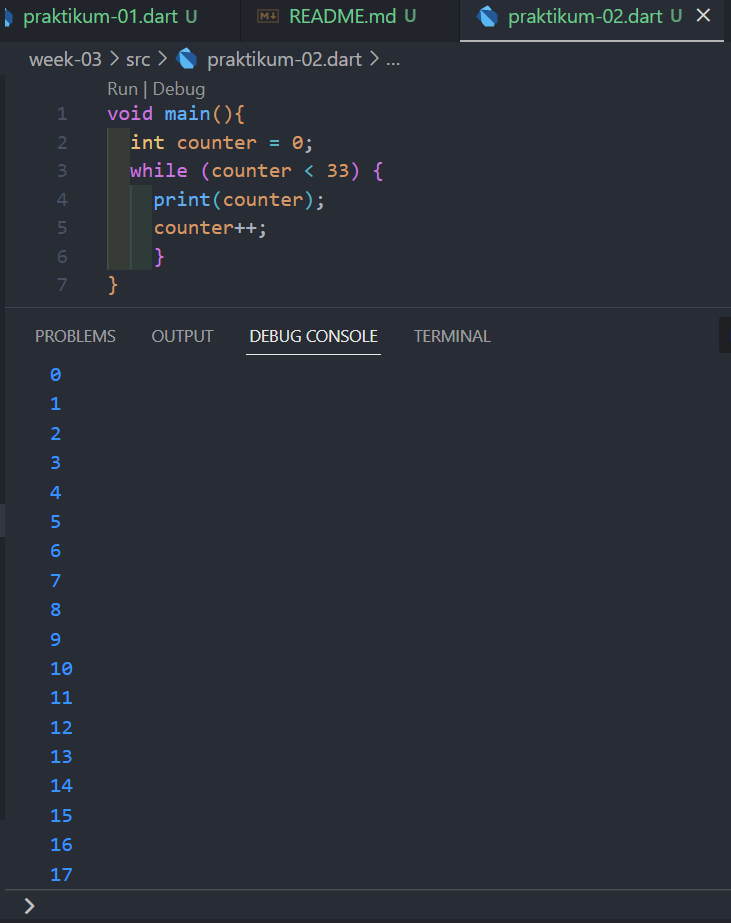 praktikum-01.dart U README.md U praktikum-02.dart U
week-03 > src > praktikum-02.dart > ...
Run | Debug
1 void main(){
2 int counter = 0;
3 while (counter < 33) {
4 print(counter);
5 counter++;
6 }
7 }
PROBLEMS OUTPUT DEBUG CONSOLE TERMINAL
0
1
2
3
4
5
6
7
8
9
10
11
12
13
14
15
16
17
>